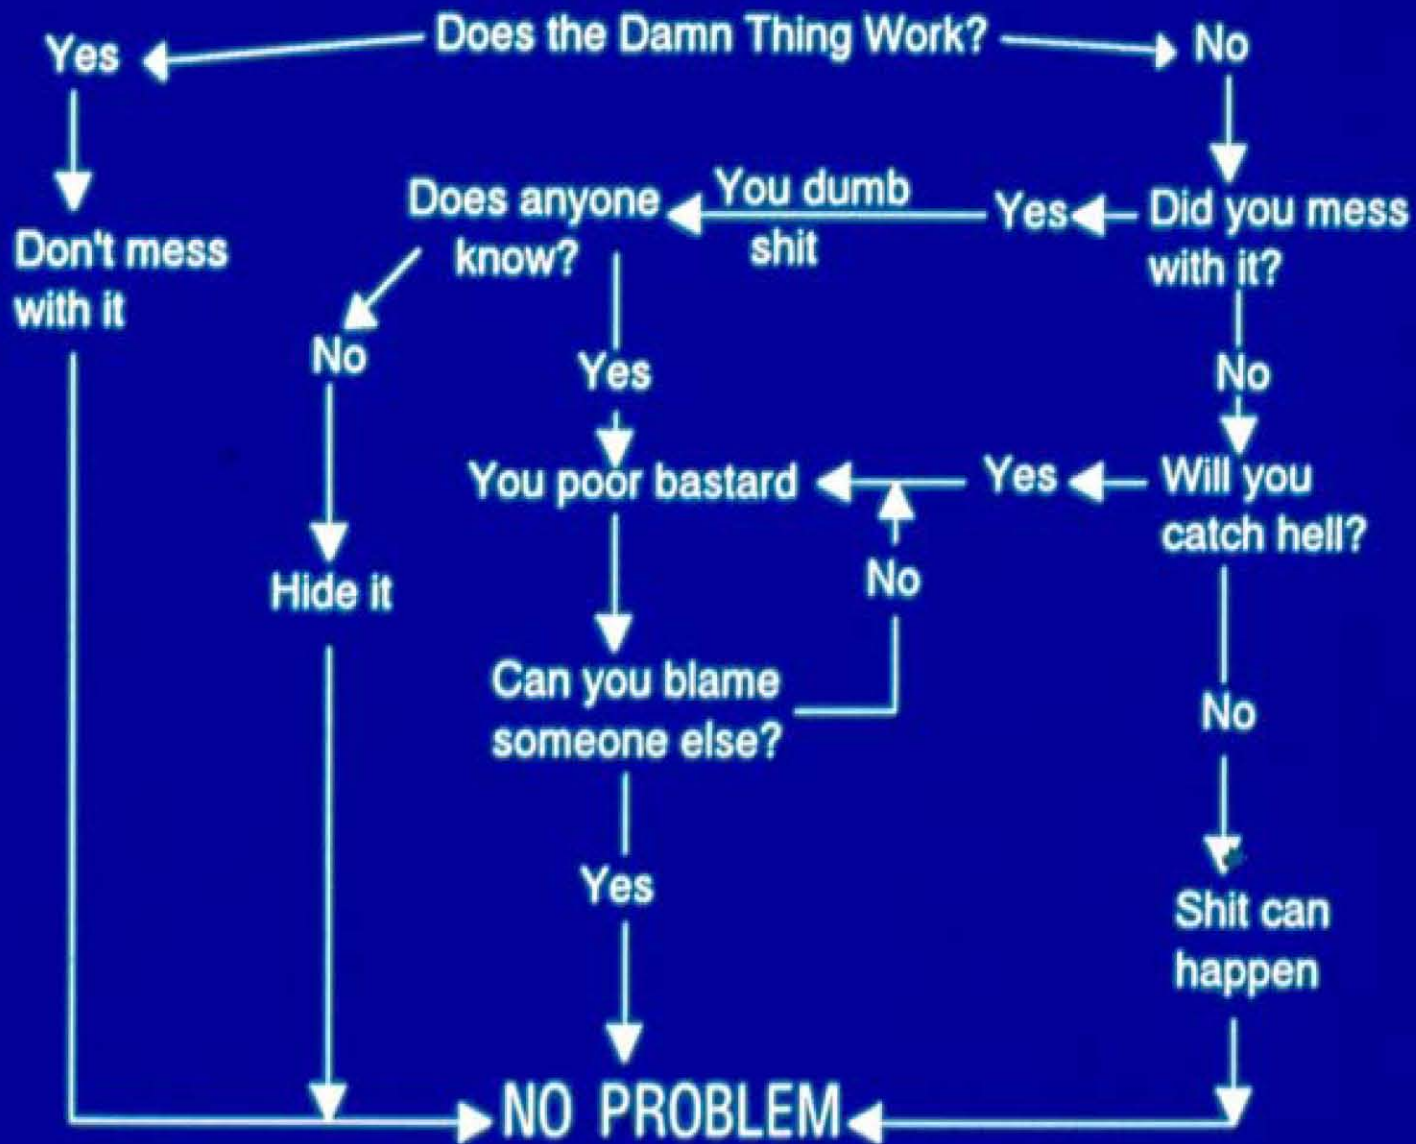 Does the Damn Thing Work?
Yes
No
Don't mess
with it
Does anyone
know?
You dumb
shit
Yes
Did you mess
with it?
No
Yes
No
You poor bastard
Yes
Will you
catch hell?
Hide it
No
Can you blame
someone else?
No
Yes
Shit can
happen
NO PROBLEM